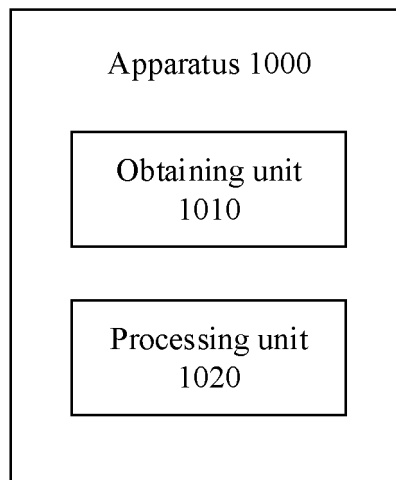 Apparatus 1000
Obtaining unit
1010
Processing unit
1020